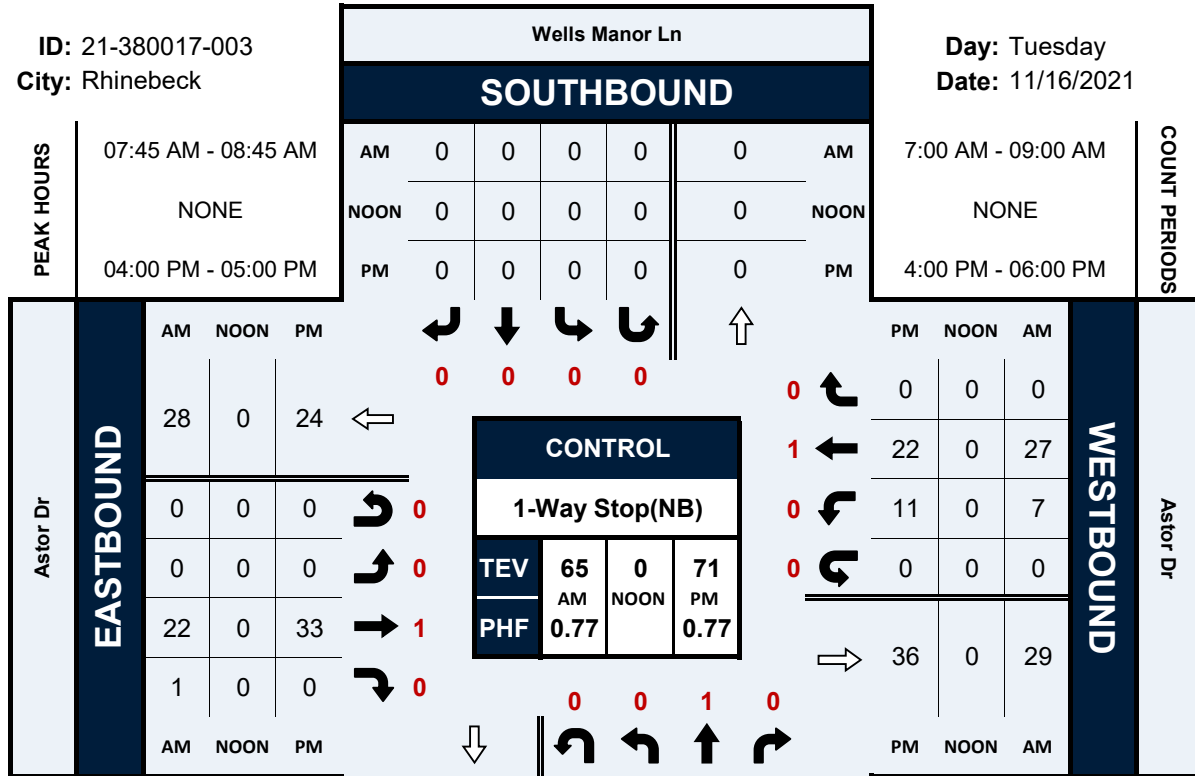 ID: 21-380017-003
City: Rhinebeck
Wells Manor Ln
SOUTHBOUND
Day: Tuesday
Date: 11/16/2021
PEAK HOURS
07:45 AM - 08:45 AM
NONE
04:00 PM - 05:00 PM
AM 0 0 0 0 0 AM
NOON 0 0 0 0 0 NOON
PM 0 0 0 0 0 PM
7:00 AM - 09:00 AM
NONE
4:00 PM - 06:00 PM
COUNT PERIODS
0 0 0 0
Astor Dr
EASTBOUND
AM NOON PM
28 0 24
0 0 0 0
0 0 0 0
22 0 33 1
1 0 0 0
AM NOON PM
CONTROL
1-Way Stop(NB)
TEV 65 0 71
AM NOON PM
PHF 0.77 0.77
PM NOON AM
0 0 0 0
1 22 0 27
0 11 0 7
0 0 0 0
36 0 29
PM NOON AM
WESTBOUND
Astor Dr
0 0 1 0